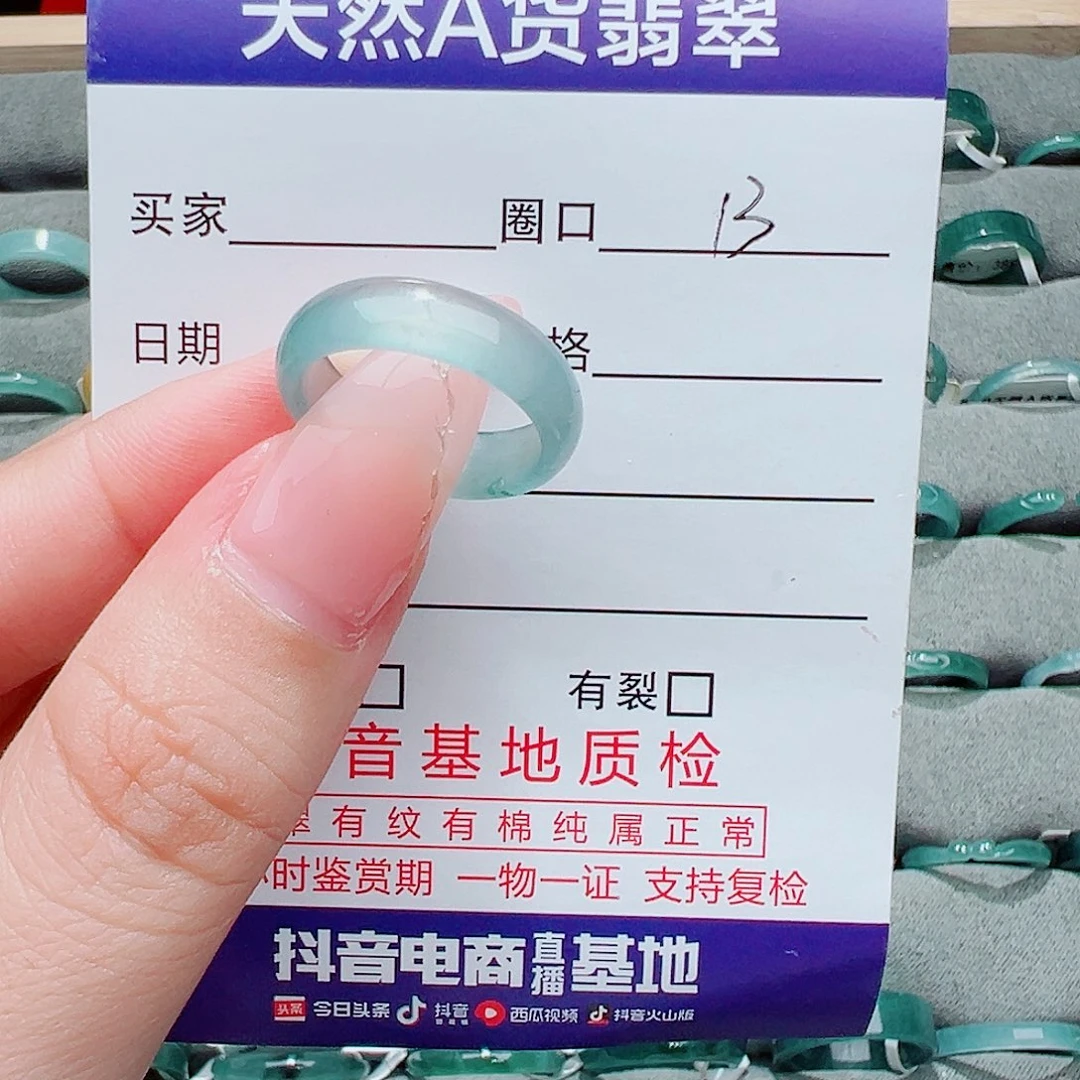 天然A货翡翠
买家 圈口 13
日期 格
有裂
音基地质检
有纹有棉纯属正常
时鉴赏期 一物一证 支持复检
抖音电商直播基地
头条 今日头条 抖音 西瓜视频 抖音火山版